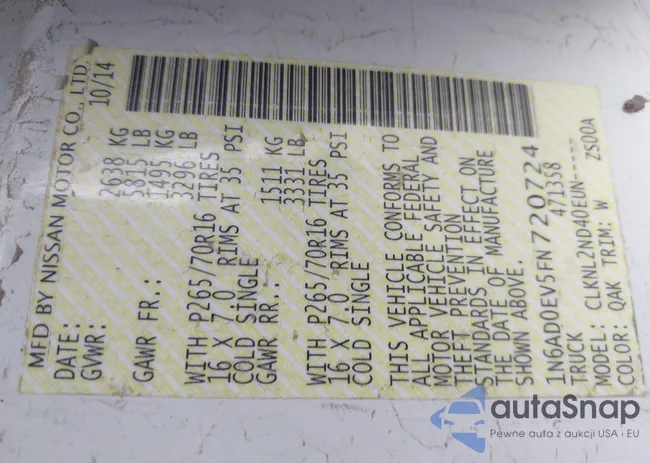 MFD BY NISSAN MOTOR CO., LTD.
DATE: 10/14
GVWR: 2638 KG
5815 LB
GAWR FR.: 1495 KG
3296 LB
WITH P265/70R16 TIRES
16 X 7.0 RIMS AT 35 PSI
COLD SINGLE
GAWR RR.: 1511 KG
3331 LB
WITH P265/70R16 TIRES
16 X 7.0 RIMS AT 35 PSI
COLD SINGLE
THIS VEHICLE CONFORMS TO
ALL APPLICABLE FEDERAL
MOTOR VEHICLE SAFETY AND
THEFT PREVENTION
STANDARDS IN EFFECT ON
THE DATE OF MANUFACTURE
SHOWN ABOVE.
1N6AD0EV5FN720724
TRUCK 471358
MODEL: CLKNL2ND40EUN----
COLOR: QAK TRIM: W ZS00A
autaSnap
Pewne auta z aukcji USA i EU